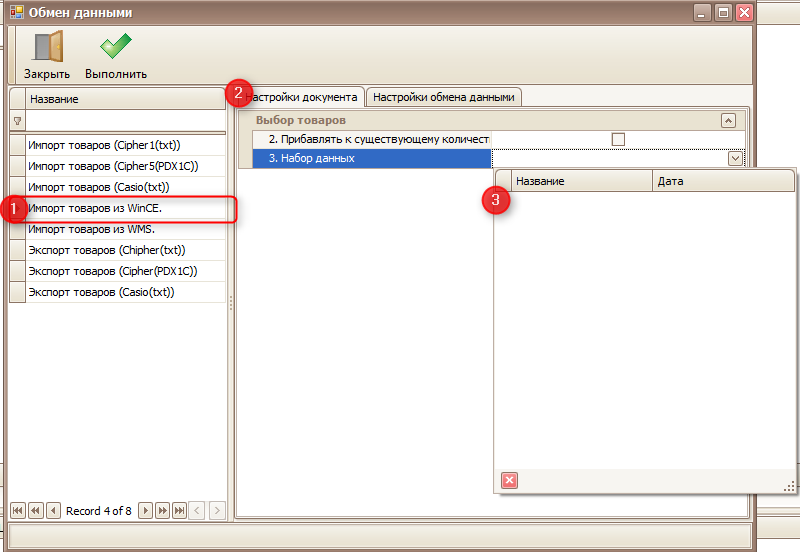 Обмен данными
Закрыть
Выполнить
Название
Импорт товаров (Cipher1(txt))
Импорт товаров (Cipher5(PDX1C))
Импорт товаров (Casio(txt))
1
Импорт товаров из WinCE.
Импорт товаров из WMS.
Экспорт товаров (Chipher(txt))
Экспорт товаров (Cipher(PDX1C))
Экспорт товаров (Casio(txt))
Record 4 of 8
2
астройки документа
Настройки обмена данными
Выбор товаров
2. Прибавлять к существующему количест
3. Набор данных
Название
Дата
3